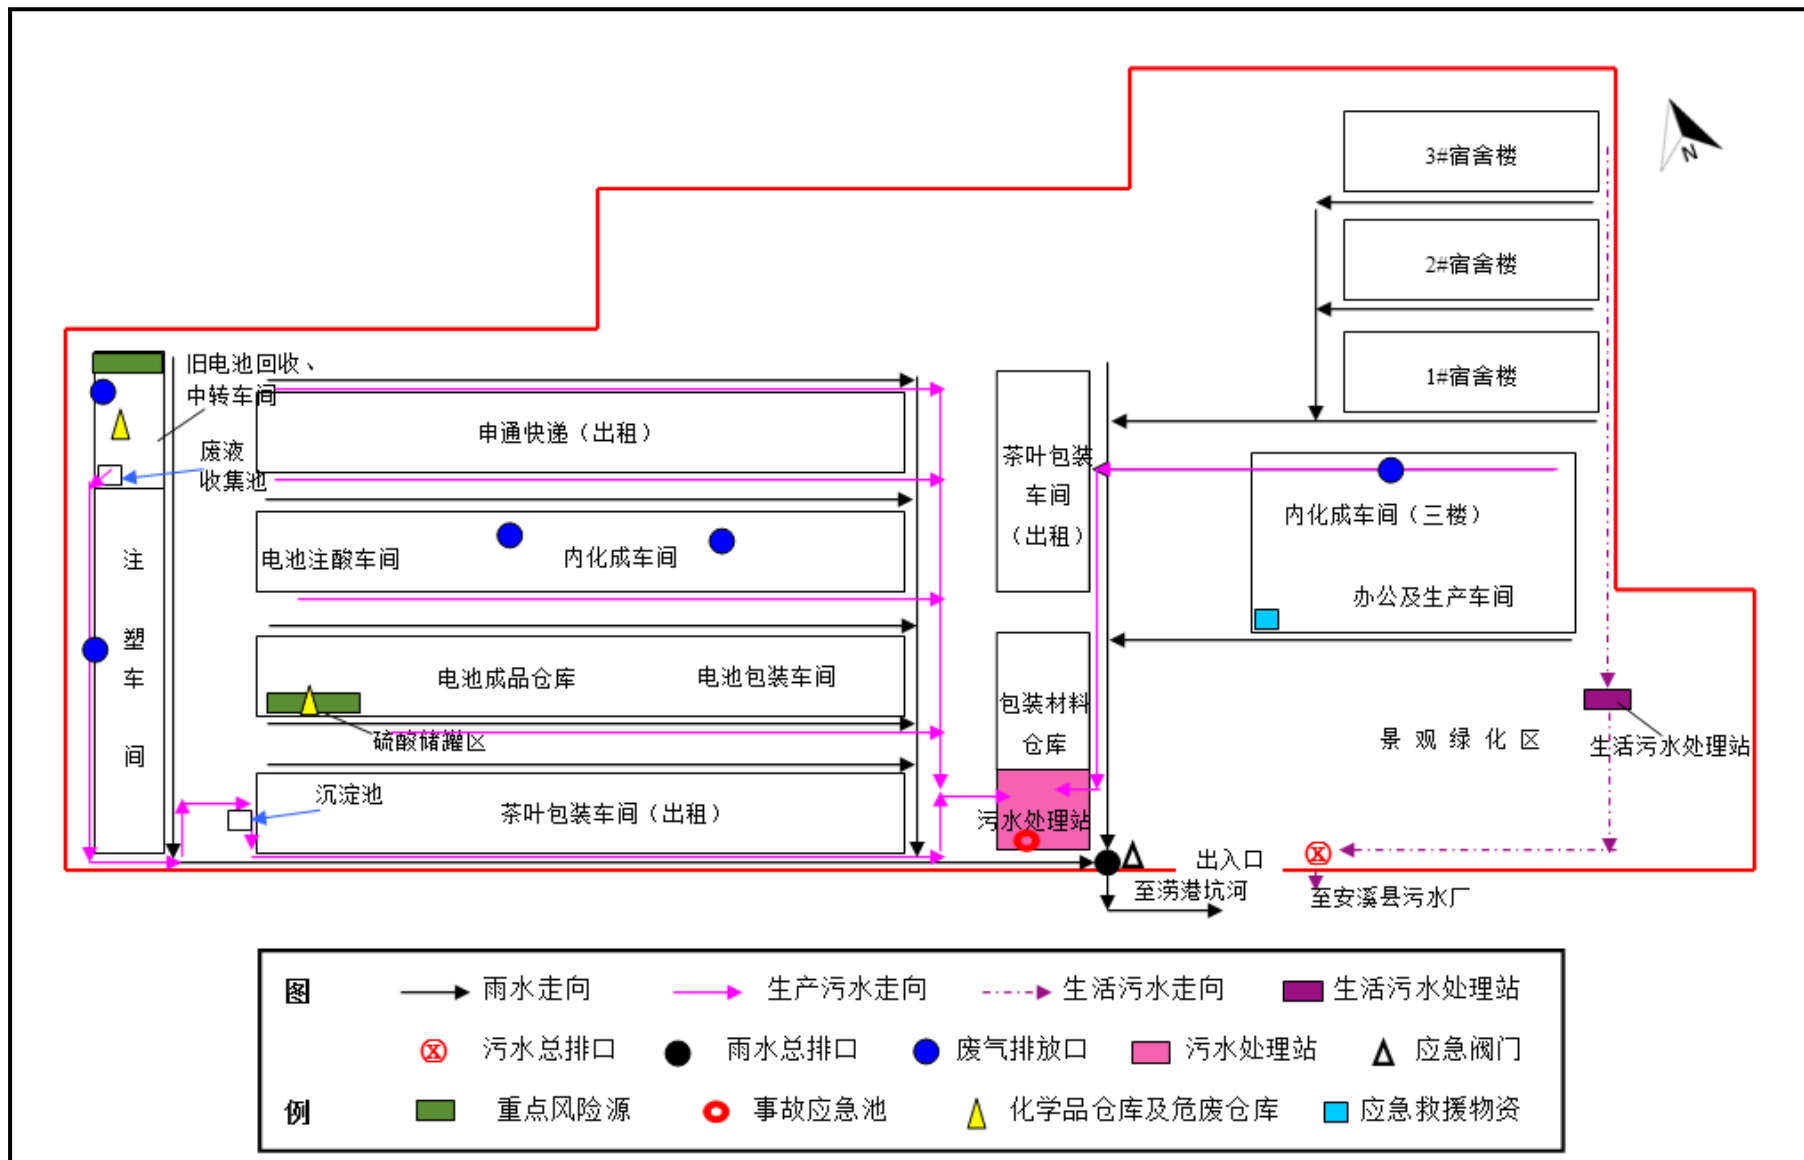 3#宿舍楼
N
2#宿舍楼
1#宿舍楼
旧电池回收、
中转车间
废液
收集池
申通快递（出租）
茶叶包装
车间
（出租）
内化成车间（三楼）
办公及生产车间
电池注酸车间
内化成车间
注
塑
车
间
电池成品仓库
电池包装车间
硫酸储罐区
包装材料
仓库
景观绿化区
生活污水处理站
沉淀池
茶叶包装车间（出租）
污水处理站
出入口
至涝港坑河
至安溪县污水厂
图
雨水走向
生产污水走向
生活污水走向
生活污水处理站
污水总排口
雨水总排口
废气排放口
污水处理站
应急阀门
例
重点风险源
事故应急池
化学品仓库及危废仓库
应急救援物资